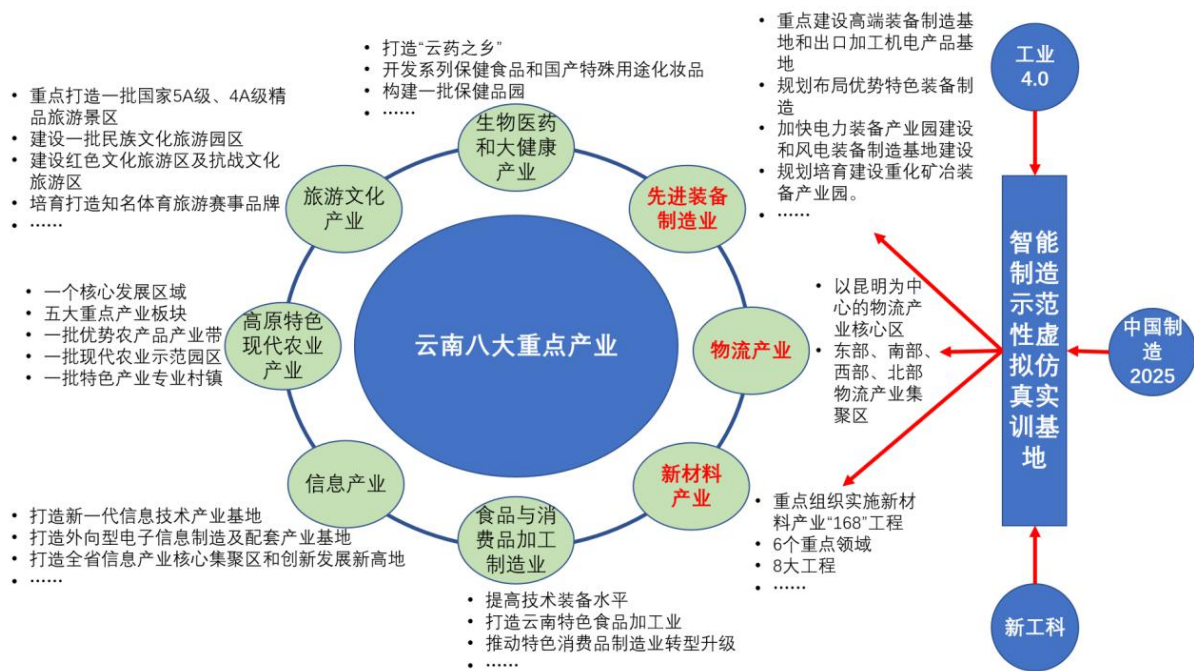 • 打造“云药之乡”
• 开发系列保健食品和国产特殊用途化妆品
• 构建一批保健品园
• ……
• 重点打造一批国家5A级、4A级精
品旅游景区
• 建设一批民族文化旅游园区
• 建设红色文化旅游区及抗战文化
旅游区
• 培育打造知名体育旅游赛事品牌
• ……
• 一个核心发展区域
• 五大重点产业板块
• 一批优势农产品产业带
• 一批现代农业示范园区
• 一批特色产业专业村镇
• 打造新一代信息技术产业基地
• 打造外向型电子信息制造及配套产业基地
• 打造全省信息产业核心集聚区和创新发展新高地
• ……
• 提高技术装备水平
• 打造云南特色食品加工业
• 推动特色消费品制造业转型升级
• ……
生物医药
和大健康
产业
旅游文化
产业
高原特色
现代农业
产业
信息产业
食品与消
费品加工
制造业
新材料
产业
物流产业
先进装备
制造业
云南八大重点产业
• 重点建设高端装备制造基
地和出口加工机电产品基
地
• 规划布局优势特色装备制
造
• 加快电力装备产业园建设
和风电装备制造基地建设
• 规划培育建设重化矿冶装
备产业园。
• ……
• 以昆明为中
心的物流产
业核心区
• 东部、南部、
西部、北部
物流产业集
聚区
• 重点组织实施新材
料产业“168”工程
• 6个重点领域
• 8大工程
• ……
工业
4.0
智能
制造
示范
性虚
拟仿
真实
训基
地
中国制
造
2025
新工科